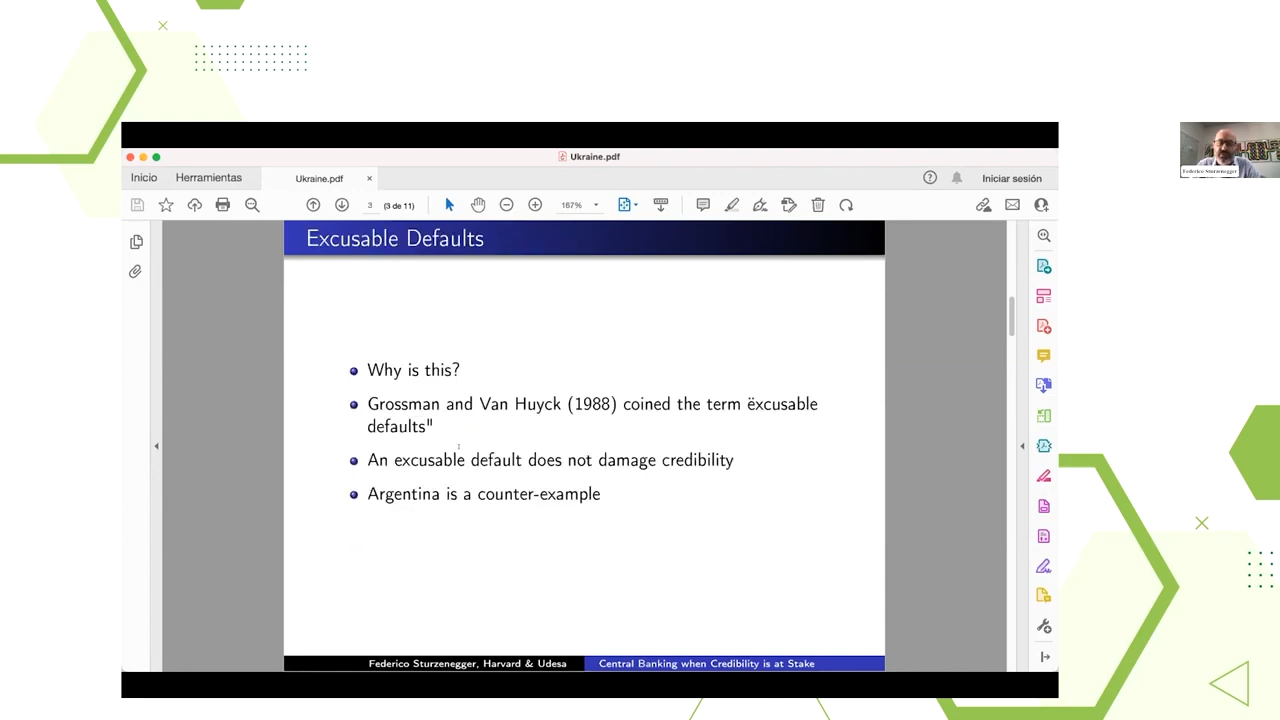 Ukraine.pdf
Inicio
Herramientas
Ukraine.pdf
×
Iniciar sesión
3
(3 de 11)
167%
Excusable Defaults
Why is this?
Grossman and Van Huyck (1988) coined the term ëxcusable
defaults"
An excusable default does not damage credibility
Argentina is a counter-example
Federico Sturzenegger, Harvard & Udesa
Central Banking when Credibility is at Stake
Federico Sturzenegger